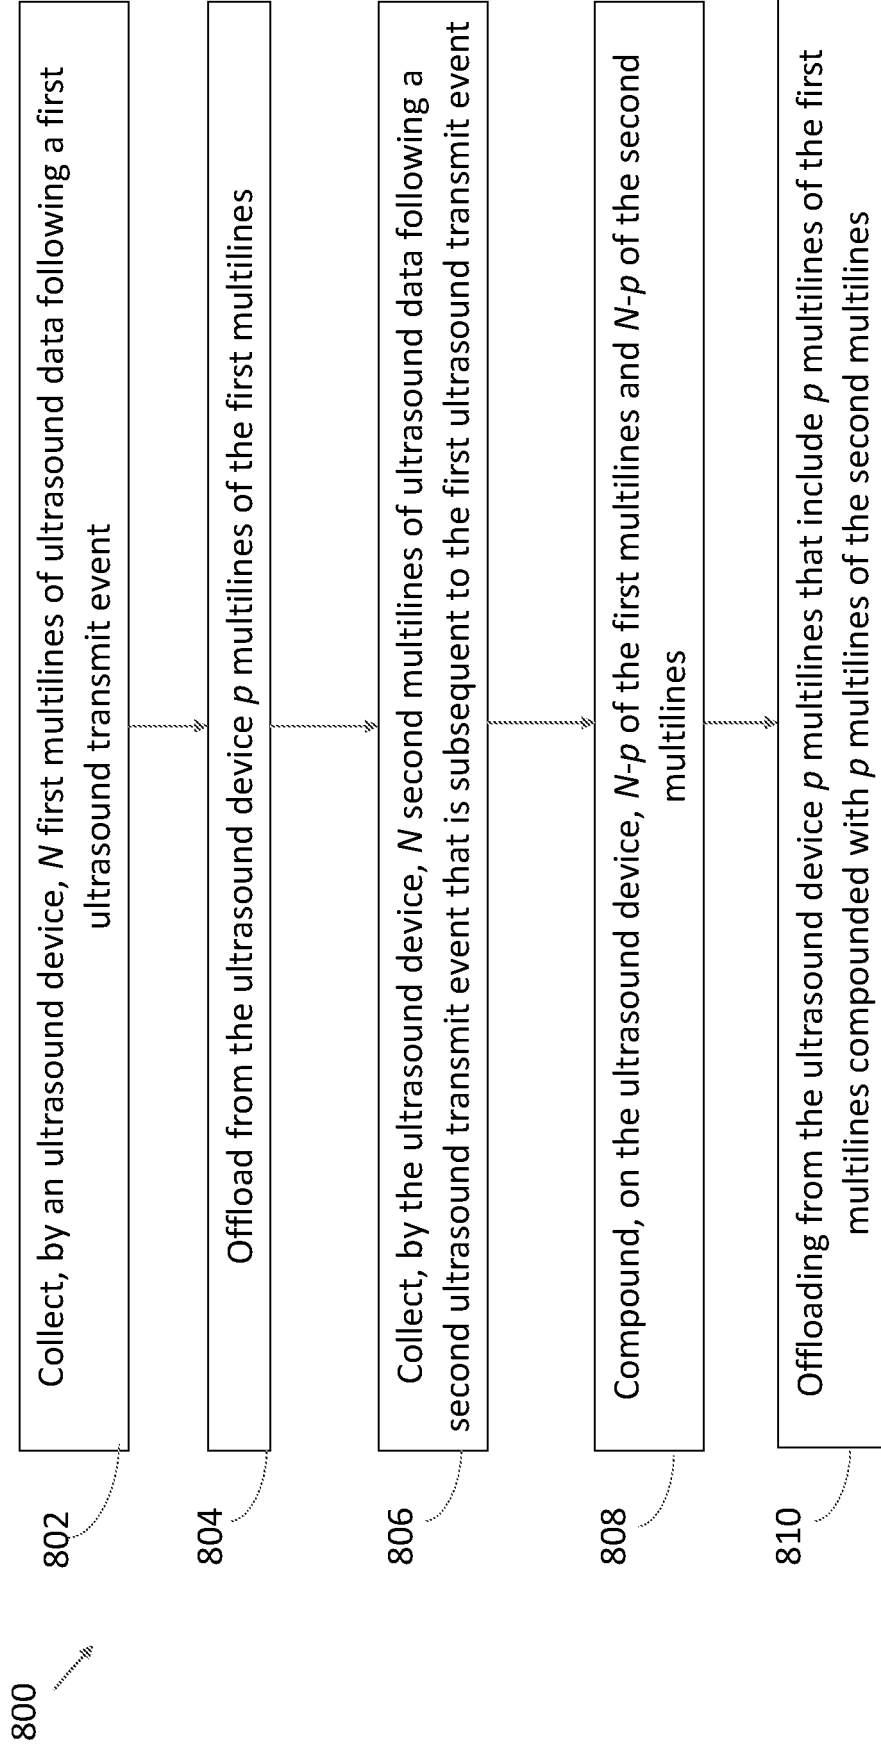 800
802
Collect, by an ultrasound device, N first multilines of ultrasound data following a first
ultrasound transmit event
804
Offload from the ultrasound device p multilines of the first multilines
806
Collect, by the ultrasound device, N second multilines of ultrasound data following a
second ultrasound transmit event that is subsequent to the first ultrasound transmit event
808
Compound, on the ultrasound device, N-p of the first multilines and N-p of the second
multilines
810
Offloading from the ultrasound device p multilines that include p multilines of the first
multilines compounded with p multilines of the second multilines